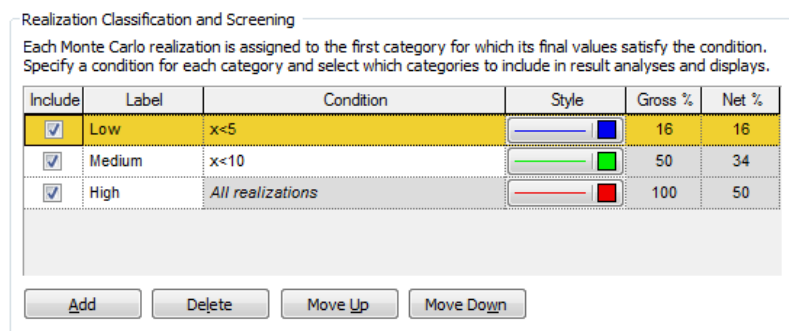 Realization Classification and Screening
Each Monte Carlo realization is assigned to the first category for which its final values satisfy the condition.
Specify a condition for each category and select which categories to include in result analyses and displays.
Include Label Condition Style Gross % Net %
Low x<5 16 16
Medium x<10 50 34
High All realizations 100 50
Add Delete Move Up Move Down